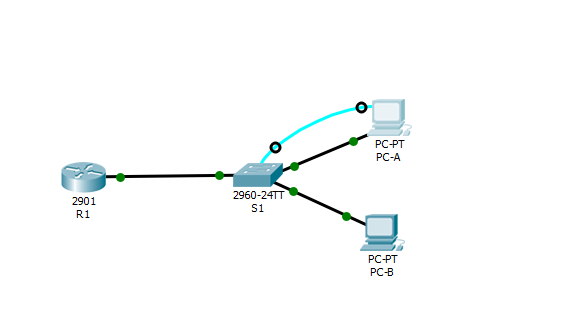 PC-PT
PC-A
2901
R1
2960-24TT
S1
PC-PT
PC-B